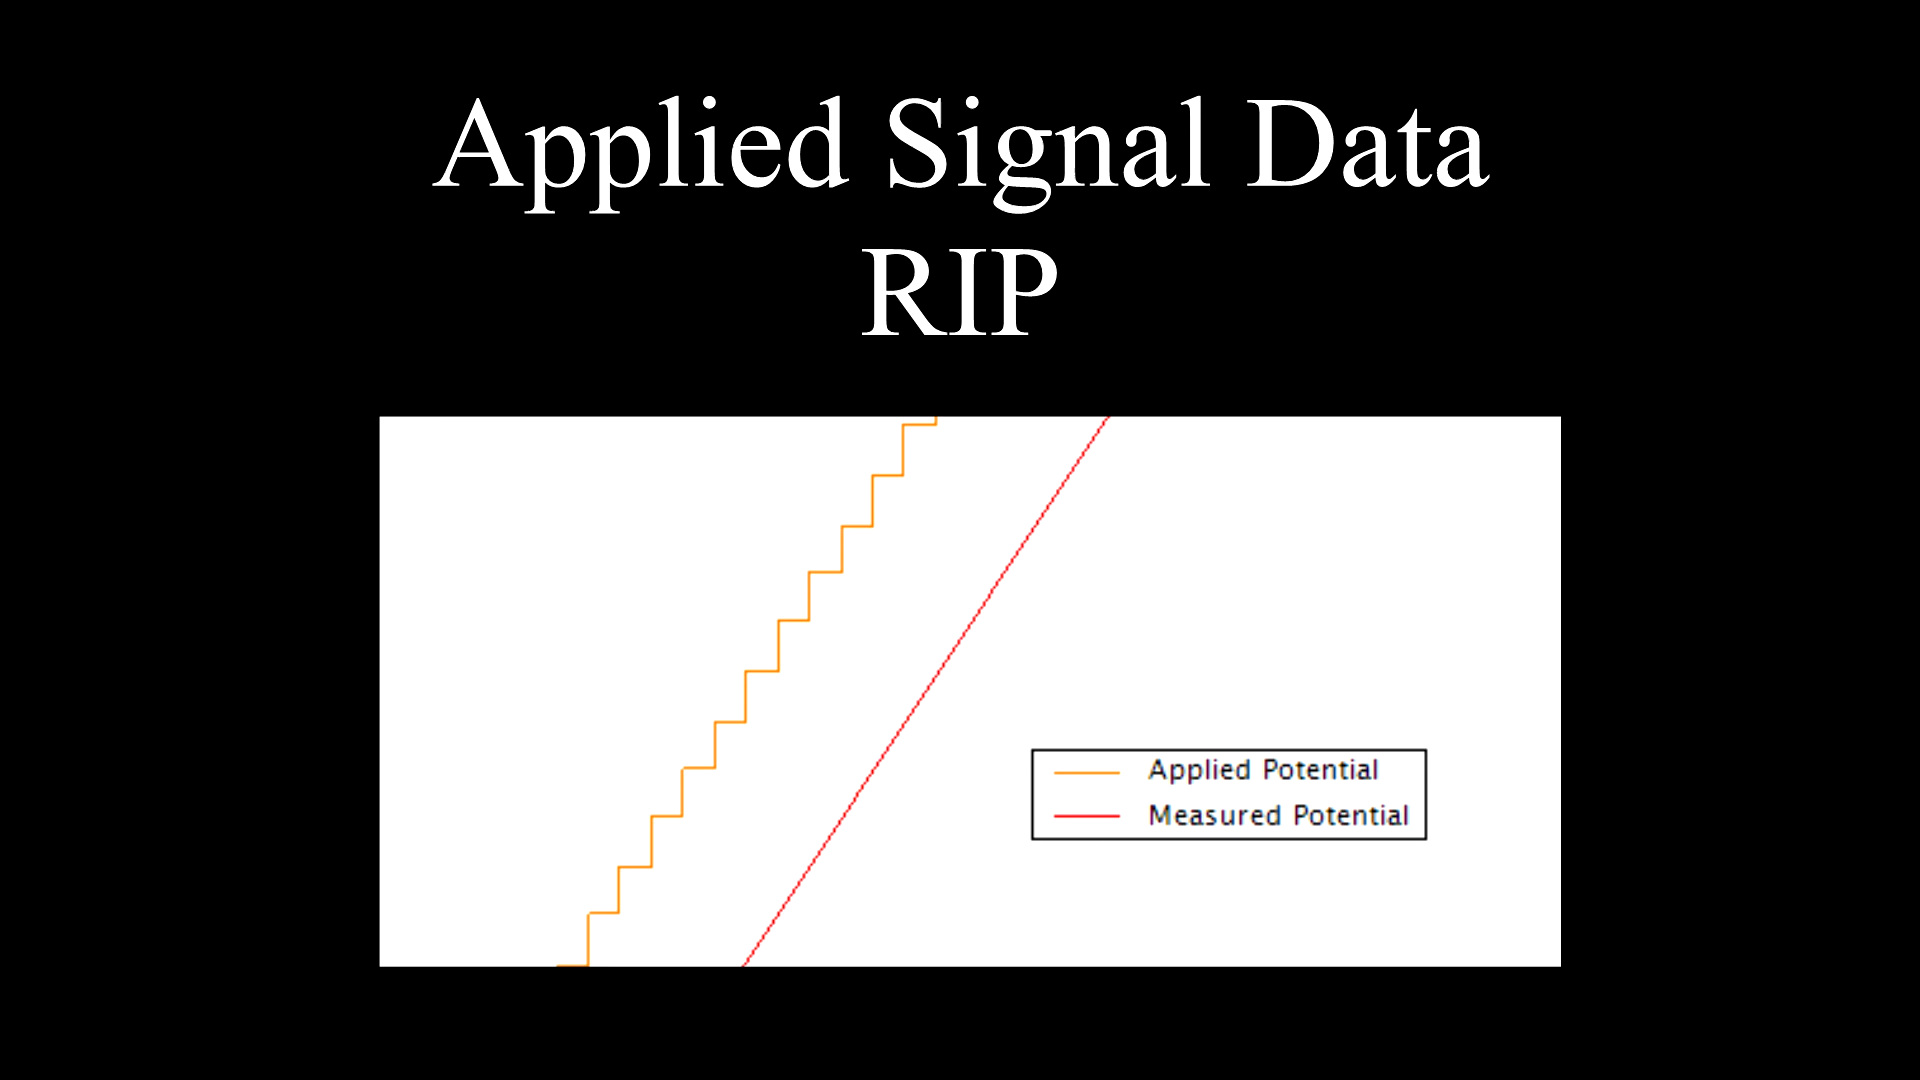 Applied Signal Data
RIP
Applied Potential
Measured Potential